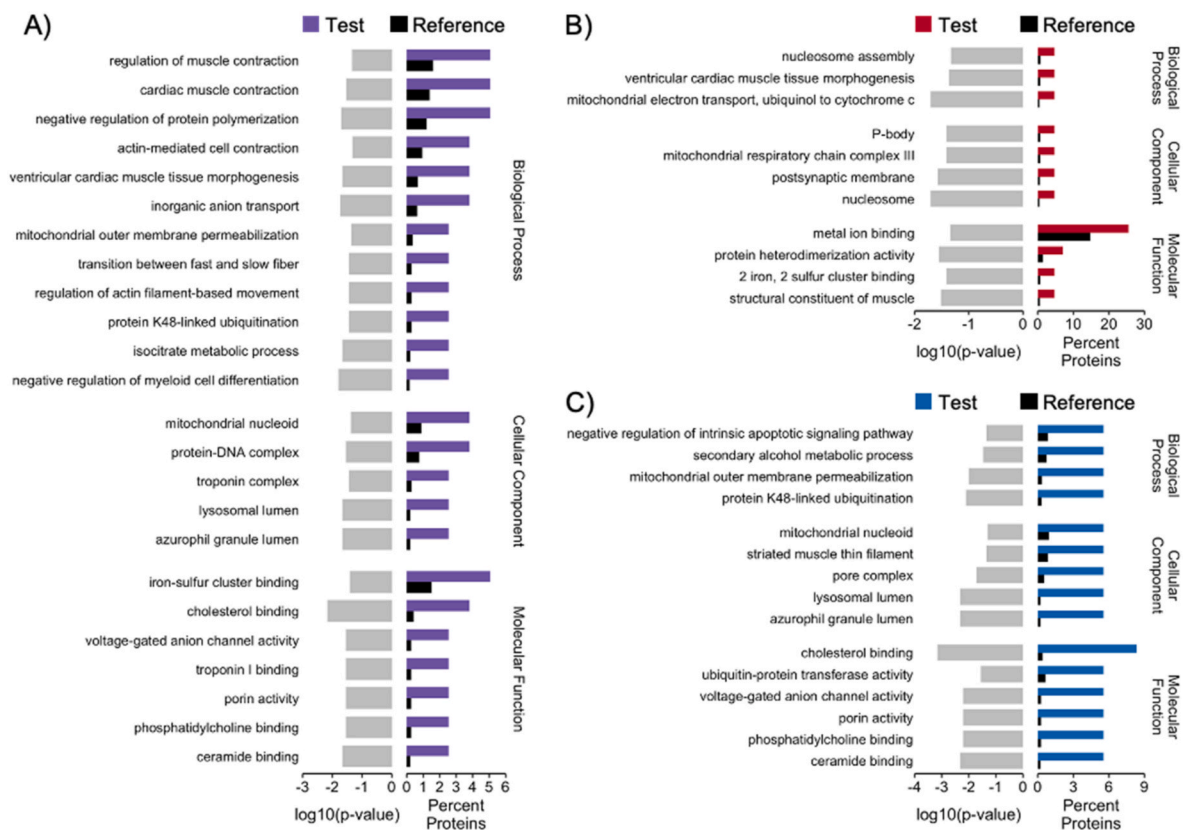 A)
Test
Reference
regulation of muscle contraction
cardiac muscle contraction
negative regulation of protein polymerization
actin-mediated cell contraction
ventricular cardiac muscle tissue morphogenesis
inorganic anion transport
mitochondrial outer membrane permeabilization
transition between fast and slow fiber
regulation of actin filament-based movement
protein K48-linked ubiquitination
isocitrate metabolic process
negative regulation of myeloid cell differentiation
Biological Process
mitochondrial nucleoid
protein-DNA complex
troponin complex
lysosomal lumen
azurophil granule lumen
Cellular Component
iron-sulfur cluster binding
cholesterol binding
voltage-gated anion channel activity
troponin I binding
porin activity
phosphatidylcholine binding
ceramide binding
Molecular Function
-3 -2 -1 0
0 1 2 3 4 5 6
log10(p-value)
Percent
Proteins
B)
Test
Reference
nucleosome assembly
ventricular cardiac muscle tissue morphogenesis
mitochondrial electron transport, ubiquinol to cytochrome c
Biological
Process
P-body
mitochondrial respiratory chain complex III
postsynaptic membrane
nucleosome
Cellular
Component
metal ion binding
protein heterodimerization activity
2 iron, 2 sulfur cluster binding
structural constituent of muscle
Molecular
Function
-2 -1 0
0 10 20 30
log10(p-value)
Percent
Proteins
C)
Test
Reference
negative regulation of intrinsic apoptotic signaling pathway
secondary alcohol metabolic process
mitochondrial outer membrane permeabilization
protein K48-linked ubiquitination
Biological
Process
mitochondrial nucleoid
striated muscle thin filament
pore complex
lysosomal lumen
azurophil granule lumen
Cellular
Component
cholesterol binding
ubiquitin-protein transferase activity
voltage-gated anion channel activity
porin activity
phosphatidylcholine binding
ceramide binding
Molecular
Function
-4 -3 -2 -1 0
0 3 6 9
log10(p-value)
Percent
Proteins